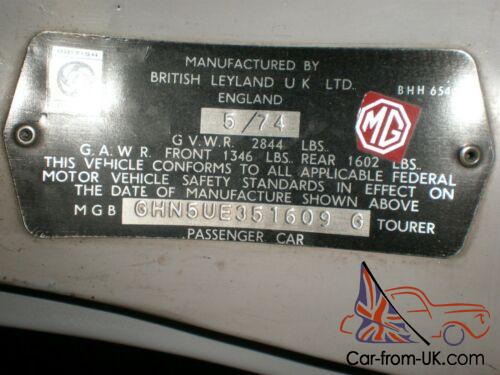 BRITISH
MANUFACTURED BY
BRITISH LEYLAND U K LTD.
ENGLAND
BHH 654
5/74
MG
G V.W.R. 2844 LBS.
G.A.W.R. FRONT 1346 LBS. REAR 1602 LBS.
THIS VEHICLE CONFORMS TO ALL APPLICABLE FEDERAL
MOTOR VEHICLE SAFETY STANDARDS IN EFFECT ON
THE DATE OF MANUFACTURE SHOWN ABOVE
MGB GHN5UE351609 G TOURER
PASSENGER CAR
Car-from-UK.com